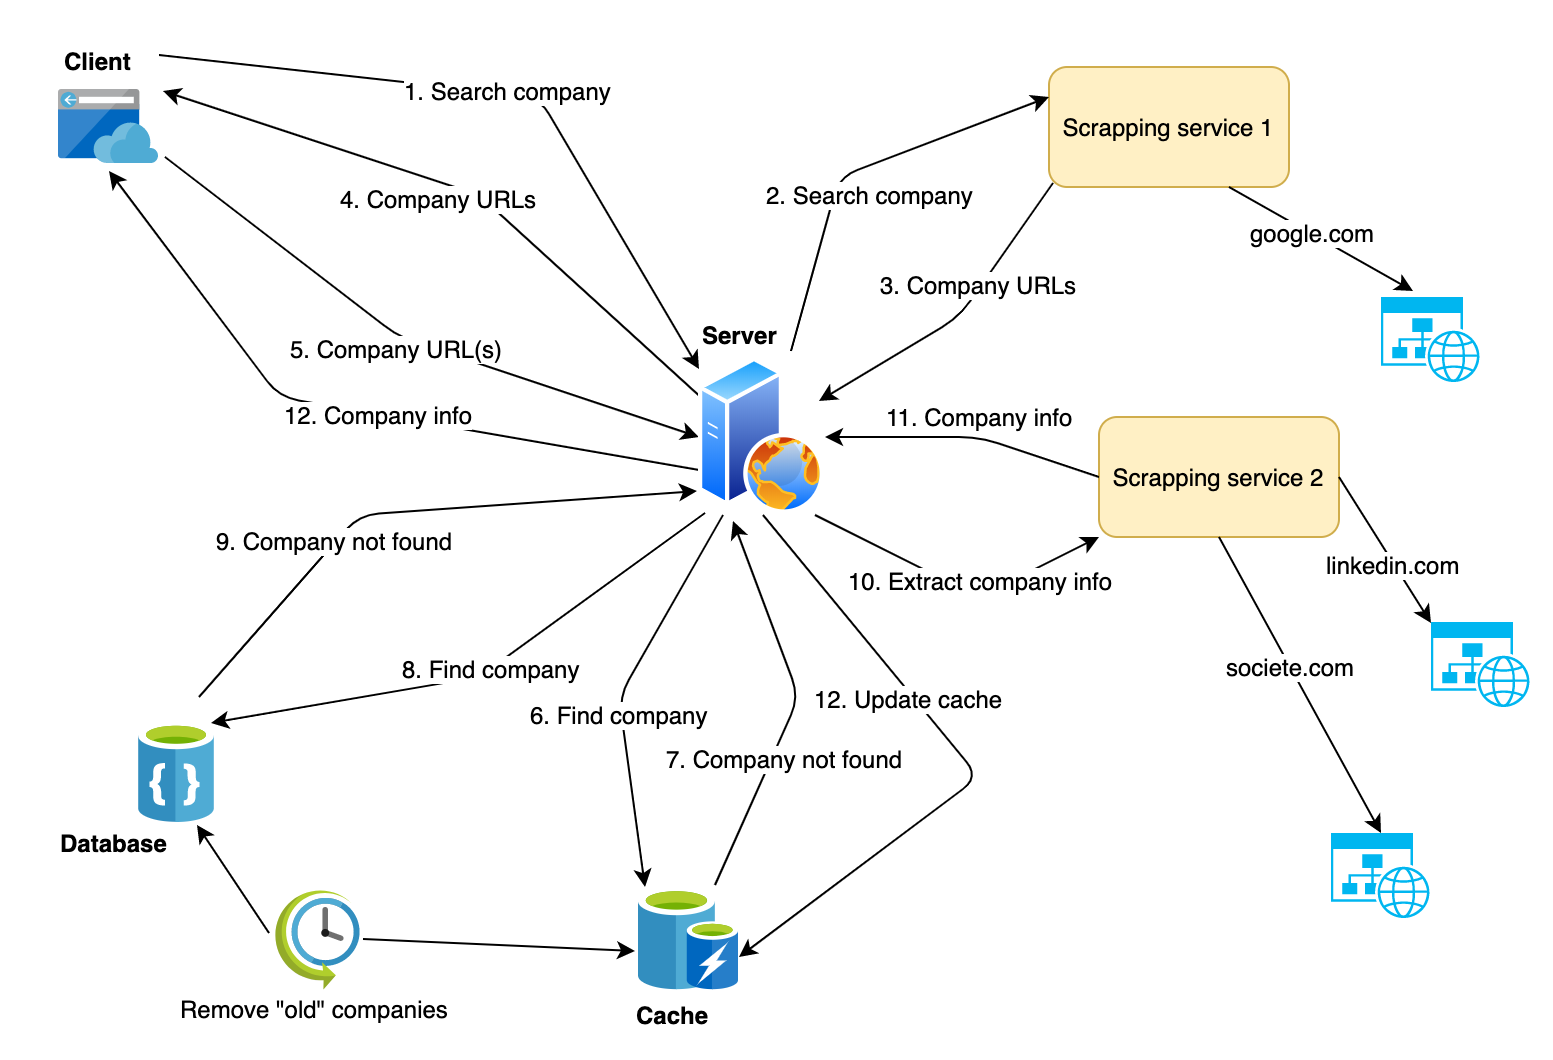 Client
1. Search company
Scrapping service 1
2. Search company
4. Company URLs
google.com
3. Company URLs
Server
5. Company URL(s)
12. Company info
11. Company info
Scrapping service 2
9. Company not found
linkedin.com
10. Extract company info
8. Find company
societe.com
12. Update cache
6. Find company
7. Company not found
Database
Remove "old" companies
Cache